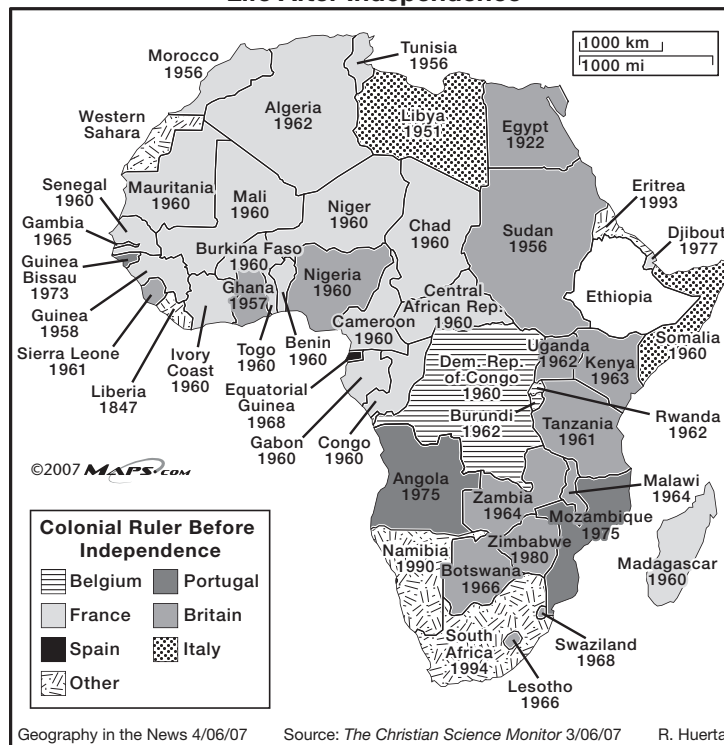 Life After Independence
1000 km
1000 mi
Morocco
1956
Tunisia
1956
Algeria
1962
Libya
1951
Egypt
1922
Western
Sahara
Mauritania
1960
Mali
1960
Niger
1960
Chad
1960
Sudan
1956
Eritrea
1993
Djibout
1977
Senegal
1960
Gambia
1965
Guinea
Bissau
1973
Guinea
1958
Sierra Leone
1961
Liberia
1847
Ivory
Coast
1960
Burkina Faso
1960
Ghana
1957
Togo
1960
Benin
1960
Nigeria
1960
Cameroon
1960
Central
African Rep.
1960
Ethiopia
Somalia
1960
Equatorial
Guinea
1968
Gabon
1960
Congo
1960
Dem. Rep.
of Congo
1960
Uganda
1962
Kenya
1963
Rwanda
1962
Burundi
1962
Tanzania
1961
Angola
1975
Zambia
1964
Malawi
1964
Mozambique
1975
Zimbabwe
1980
Madagascar
1960
Namibia
1990
Botswana
1966
South
Africa
1994
Swaziland
1968
Lesotho
1966
©2007 MAPS.COM
Colonial Ruler Before
Independence
Belgium
Portugal
France
Britain
Spain
Italy
Other
Geography in the News 4/06/07 Source: The Christian Science Monitor 3/06/07 R. Huerta